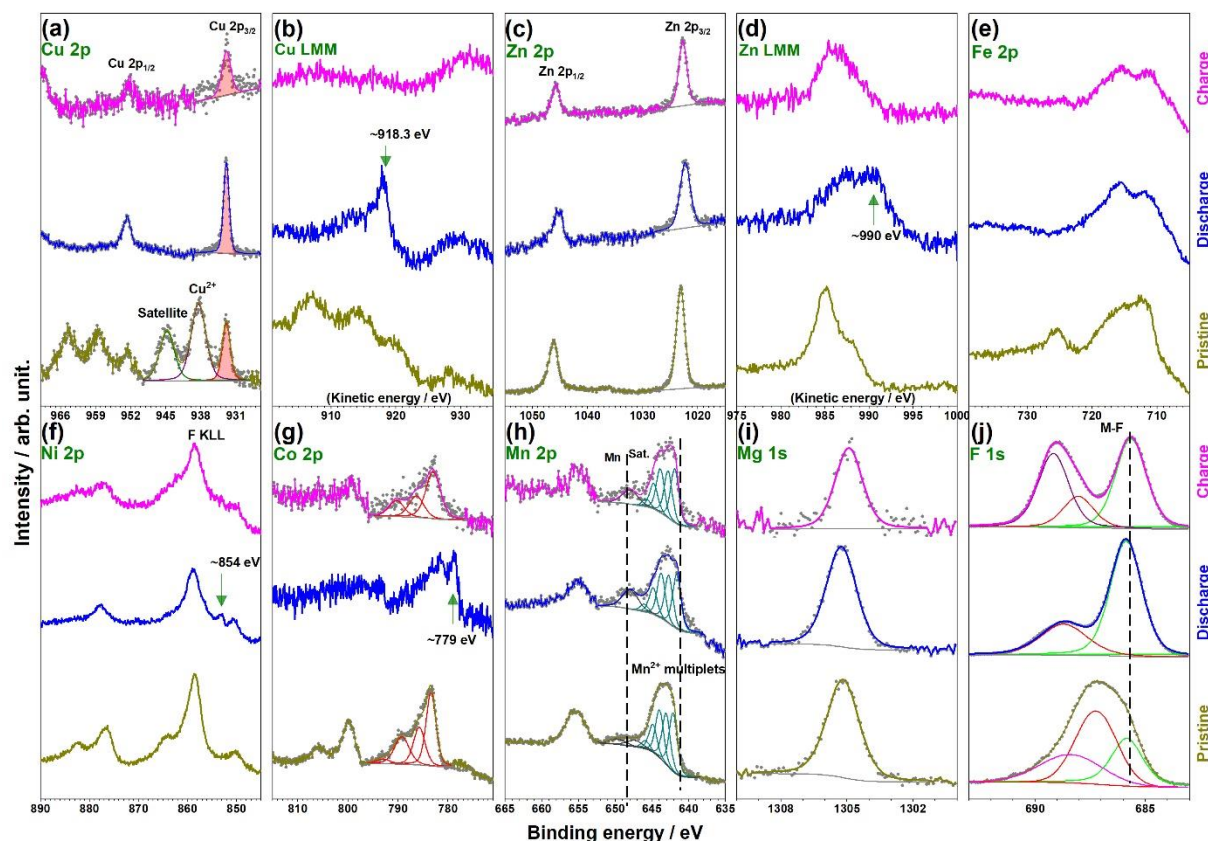 (a)
Cu 2p
Cu 2p1/2
Cu 2p3/2
Cu2+
Satellite
966 959 952 945 938 931
(b)
Cu LMM
~918.3 eV
(Kinetic energy / eV)
910 920 930
(c)
Zn 2p
Zn 2p1/2
Zn 2p3/2
1050 1040 1030 1020
(d)
Zn LMM
~990 eV
(Kinetic energy / eV)
975 980 985 990 995 1000
(e)
Fe 2p
730 720 710
Charge
Discharge
Pristine
(f)
Ni 2p
F KLL
~854 eV
890 880 870 860 850
(g)
Co 2p
~779 eV
800 790 780
(h)
Mn 2p
Mn
Sat.
Mn2+ multiplets
665 660 655 650 645 640 635
(i)
Mg 1s
1308 1305 1302
(j)
F 1s
M-F
690 685
Charge
Discharge
Pristine
Intensity / arb. unit.
Binding energy / eV